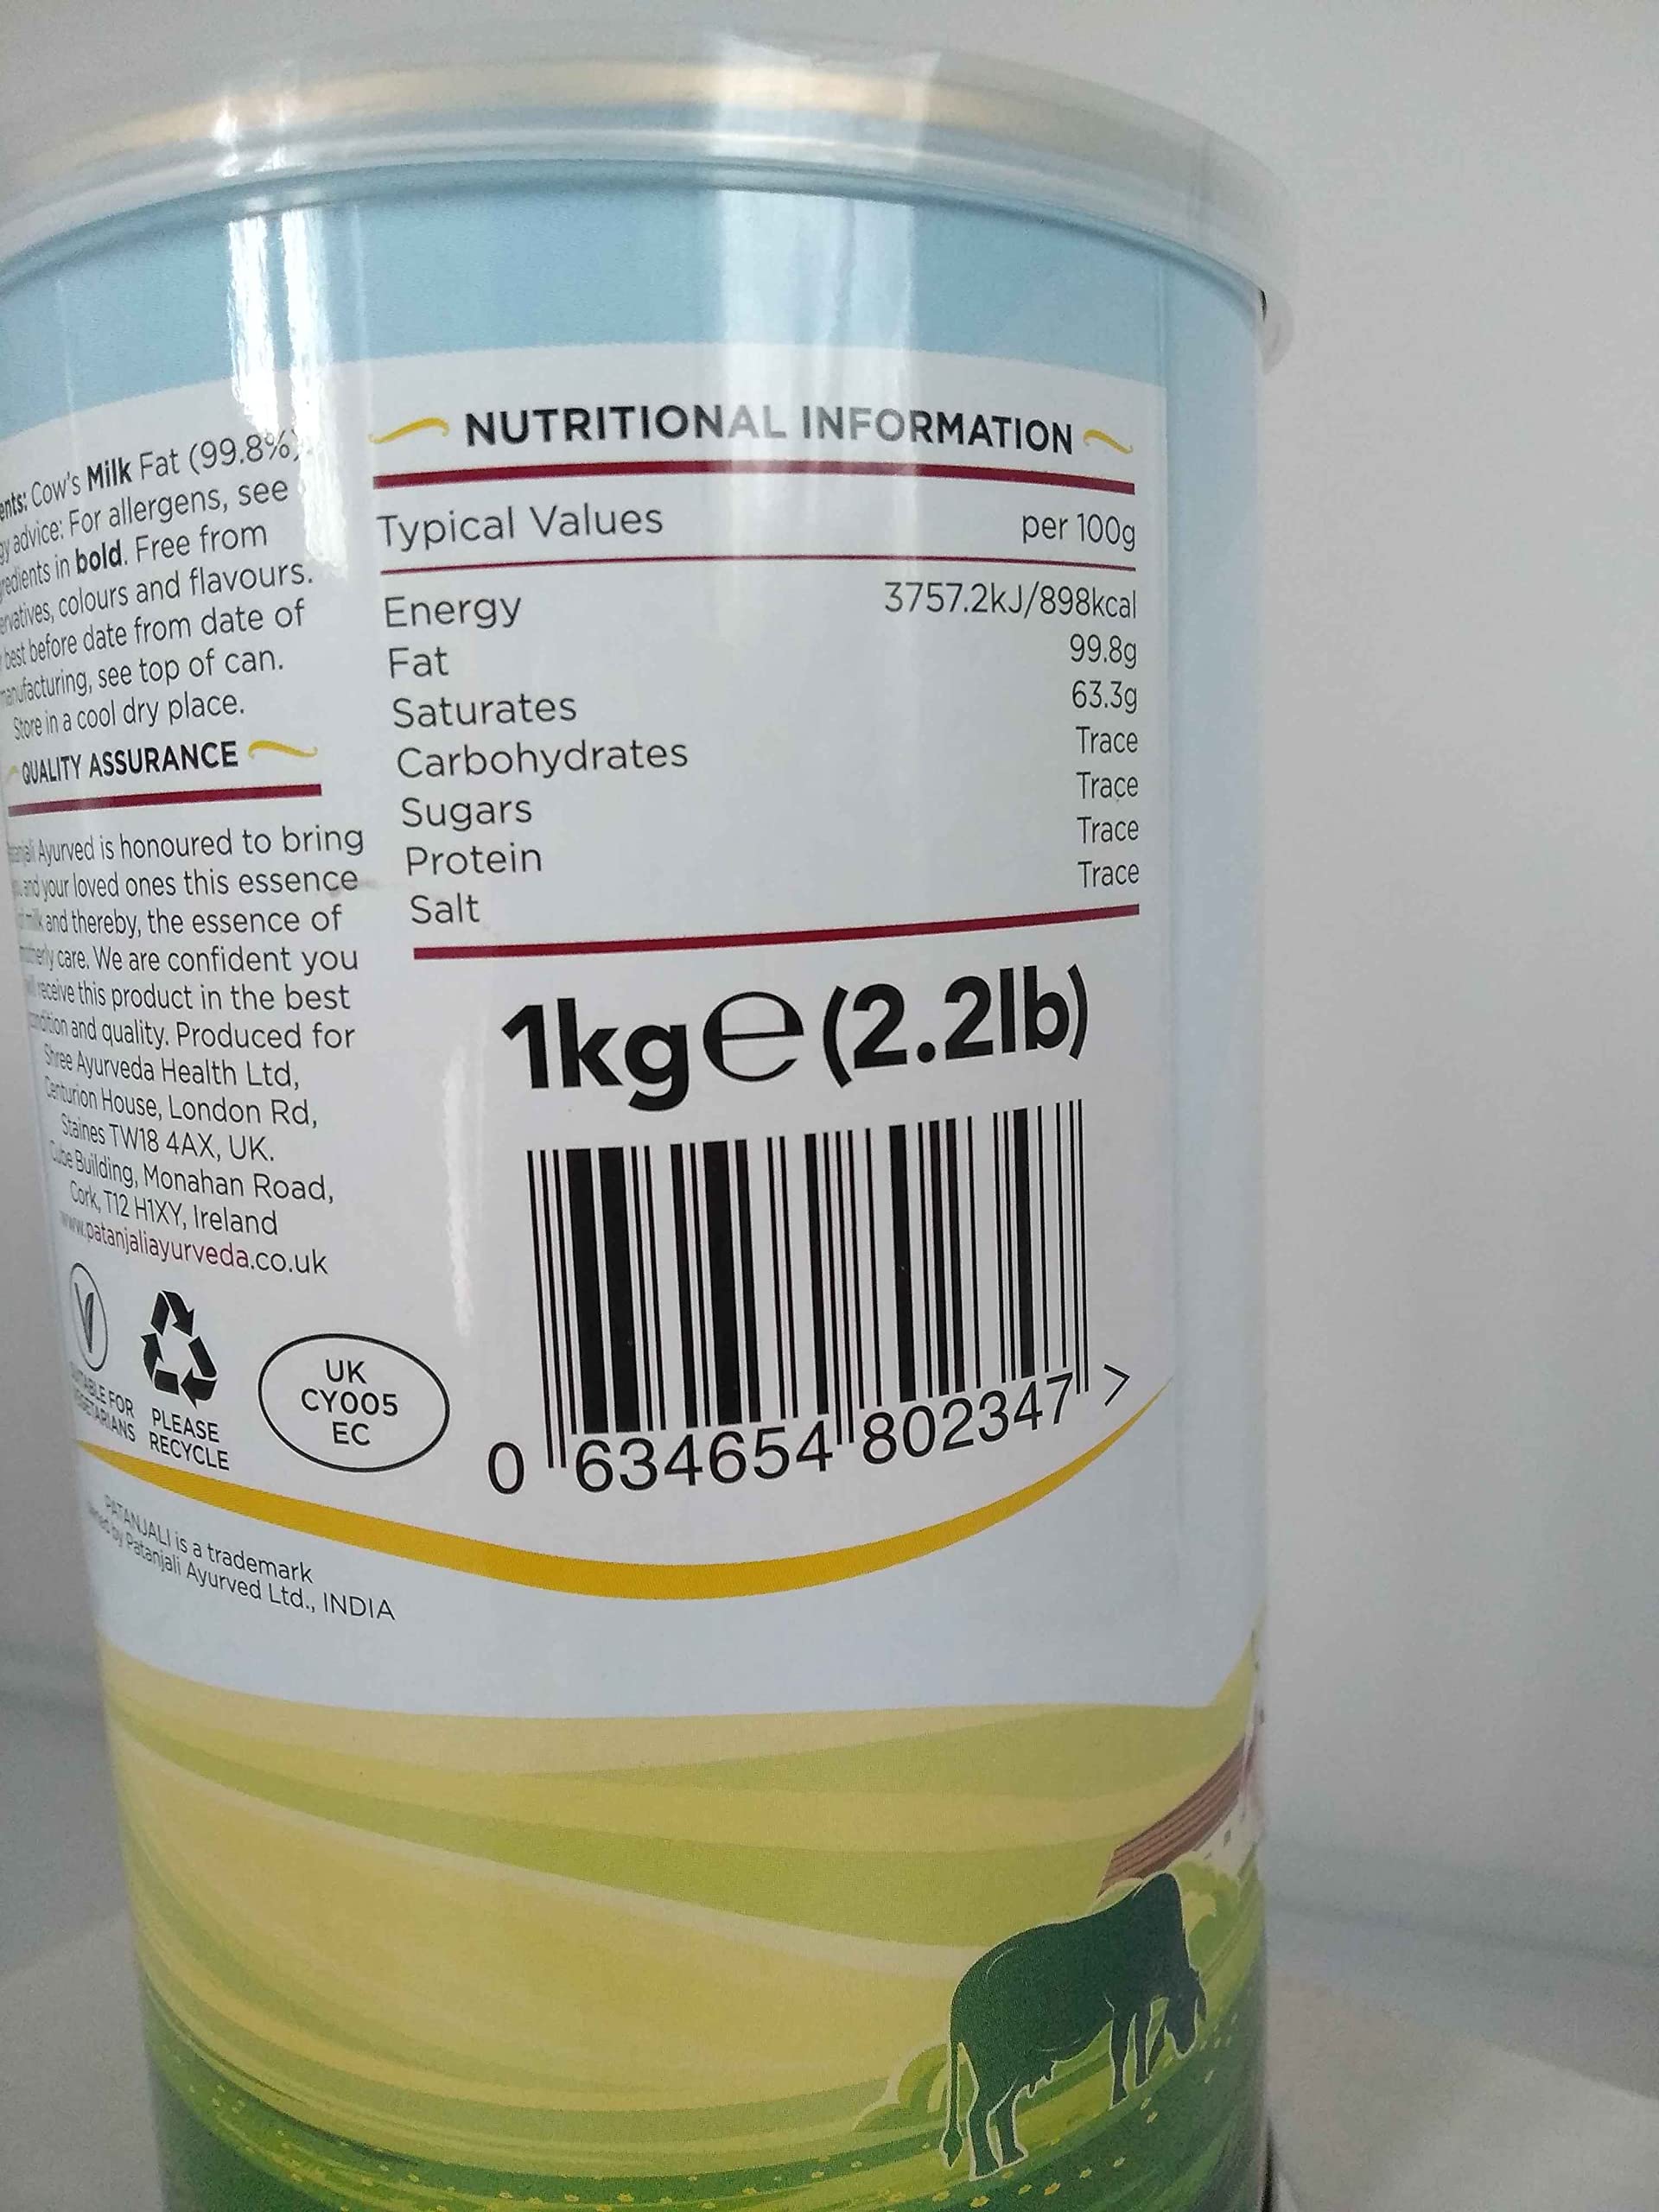 Cow's Milk Fat (99.8%)
advice: For allergens, see
in bold. Free from
colours and flavours.
best before date from date of
see top of can.
Store in a cool dry place.
QUALITY ASSURANCE
Ayurved is honoured to bring
and your loved ones this essence
milk and thereby, the essence of
care. We are confident you
receive this product in the best
and quality. Produced for
Shree Ayurveda Health Ltd,
Centurion House, London Rd,
Staines TW18 4AX, UK.
Cube Building, Monahan Road,
Cork, T12 H1XY, Ireland
www.patanjaliayurveda.co.uk
SUITABLE FOR
VEGETARIANS
PLEASE
RECYCLE
UK
CY005
EC
PATANJALI is a trademark
owned by Patanjali Ayurved Ltd., INDIA
NUTRITIONAL INFORMATION
Typical Values per 100g
Energy 3757.2kJ/898kcal
Fat 99.8g
Saturates 63.3g
Carbohydrates Trace
Sugars Trace
Protein Trace
Salt Trace
1kg℮(2.2lb)
0 634654 802347 >